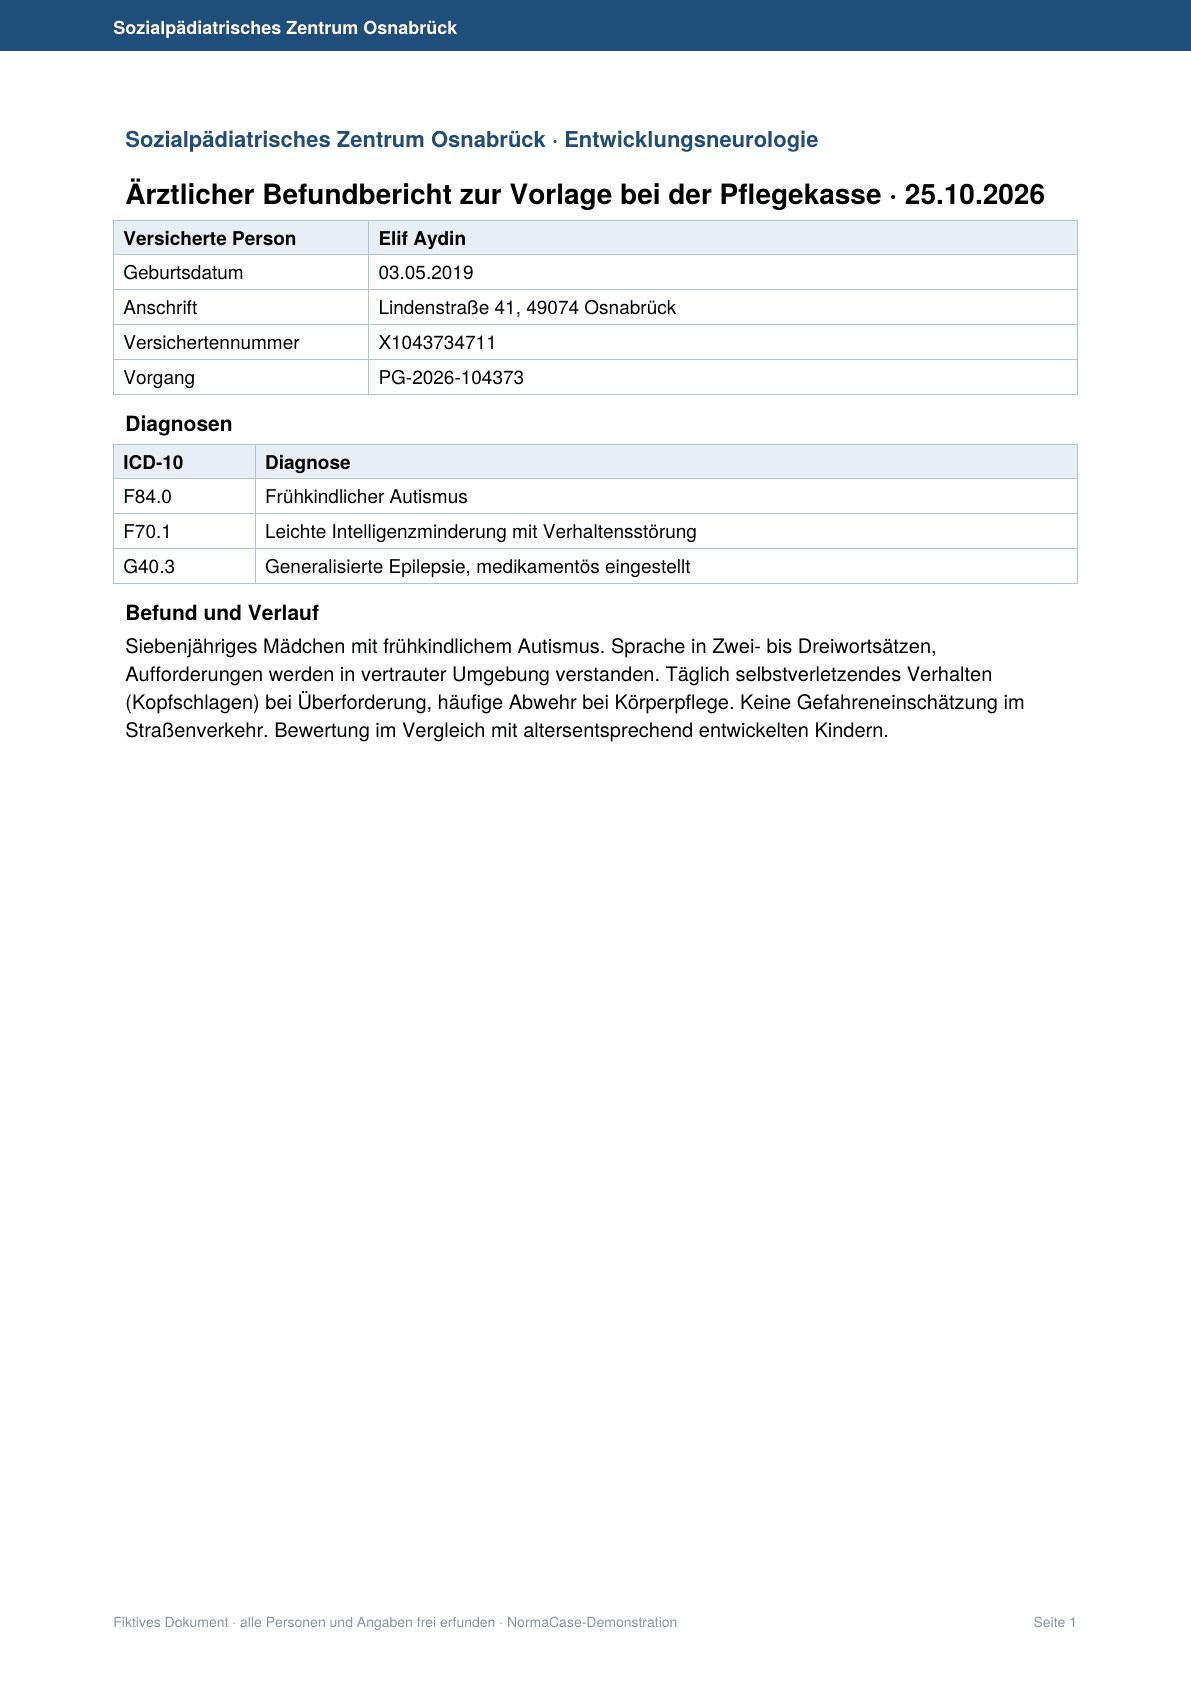 Sozialpädiatrisches Zentrum Osnabrück
Sozialpädiatrisches Zentrum Osnabrück · Entwicklungsneurologie
Ärztlicher Befundbericht zur Vorlage bei der Pflegekasse · 25.10.2026
Versicherte Person Elif Aydin
Geburtsdatum 03.05.2019
Anschrift Lindenstraße 41, 49074 Osnabrück
Versichertennummer X1043734711
Vorgang PG-2026-104373
Diagnosen
ICD-10 Diagnose
F84.0 Frühkindlicher Autismus
F70.1 Leichte Intelligenzminderung mit Verhaltensstörung
G40.3 Generalisierte Epilepsie, medikamentös eingestellt
Befund und Verlauf
Siebenjähriges Mädchen mit frühkindlichem Autismus. Sprache in Zwei- bis Dreiwortsätzen,
Aufforderungen werden in vertrauter Umgebung verstanden. Täglich selbstverletzendes Verhalten
(Kopfschlagen) bei Überforderung, häufige Abwehr bei Körperpflege. Keine Gefahreneinschätzung im
Straßenverkehr. Bewertung im Vergleich mit altersentsprechend entwickelten Kindern.
Fiktives Dokument · alle Personen und Angaben frei erfunden · NormaCase-Demonstration Seite 1